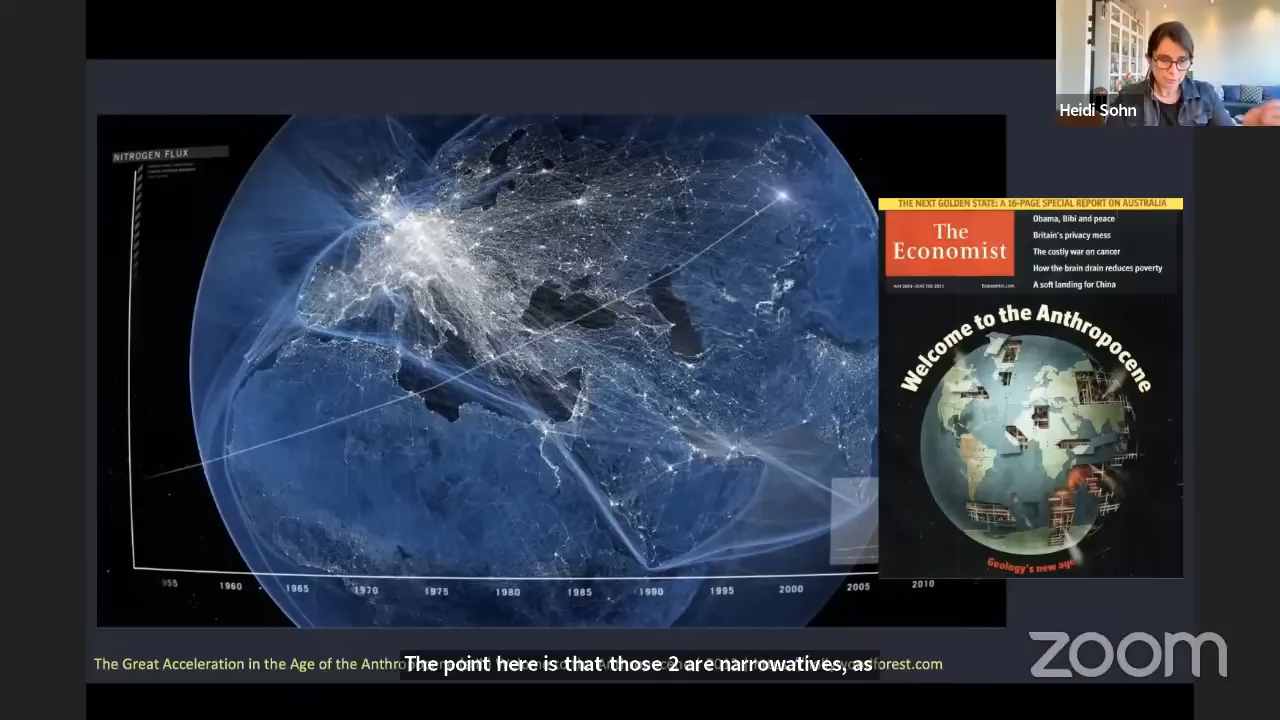 Heidi Sohn
NITROGEN FLUX
THE NEXT GOLDEN STATE: A 16-PAGE SPECIAL REPORT ON AUSTRALIA
The
Economist
Obama, Bibi and peace
Britain's privacy mess
The costly war on cancer
How the brain drain reduces poverty
A soft landing for China
Welcome to the Anthropocene
Geology's new age
955 1960 1965 1970 1975 1980 1985 1990 1995 2000 2005 2010
The Great Acceleration in the Age of the
The point here is that those 2 are narrowatives, as
zoom